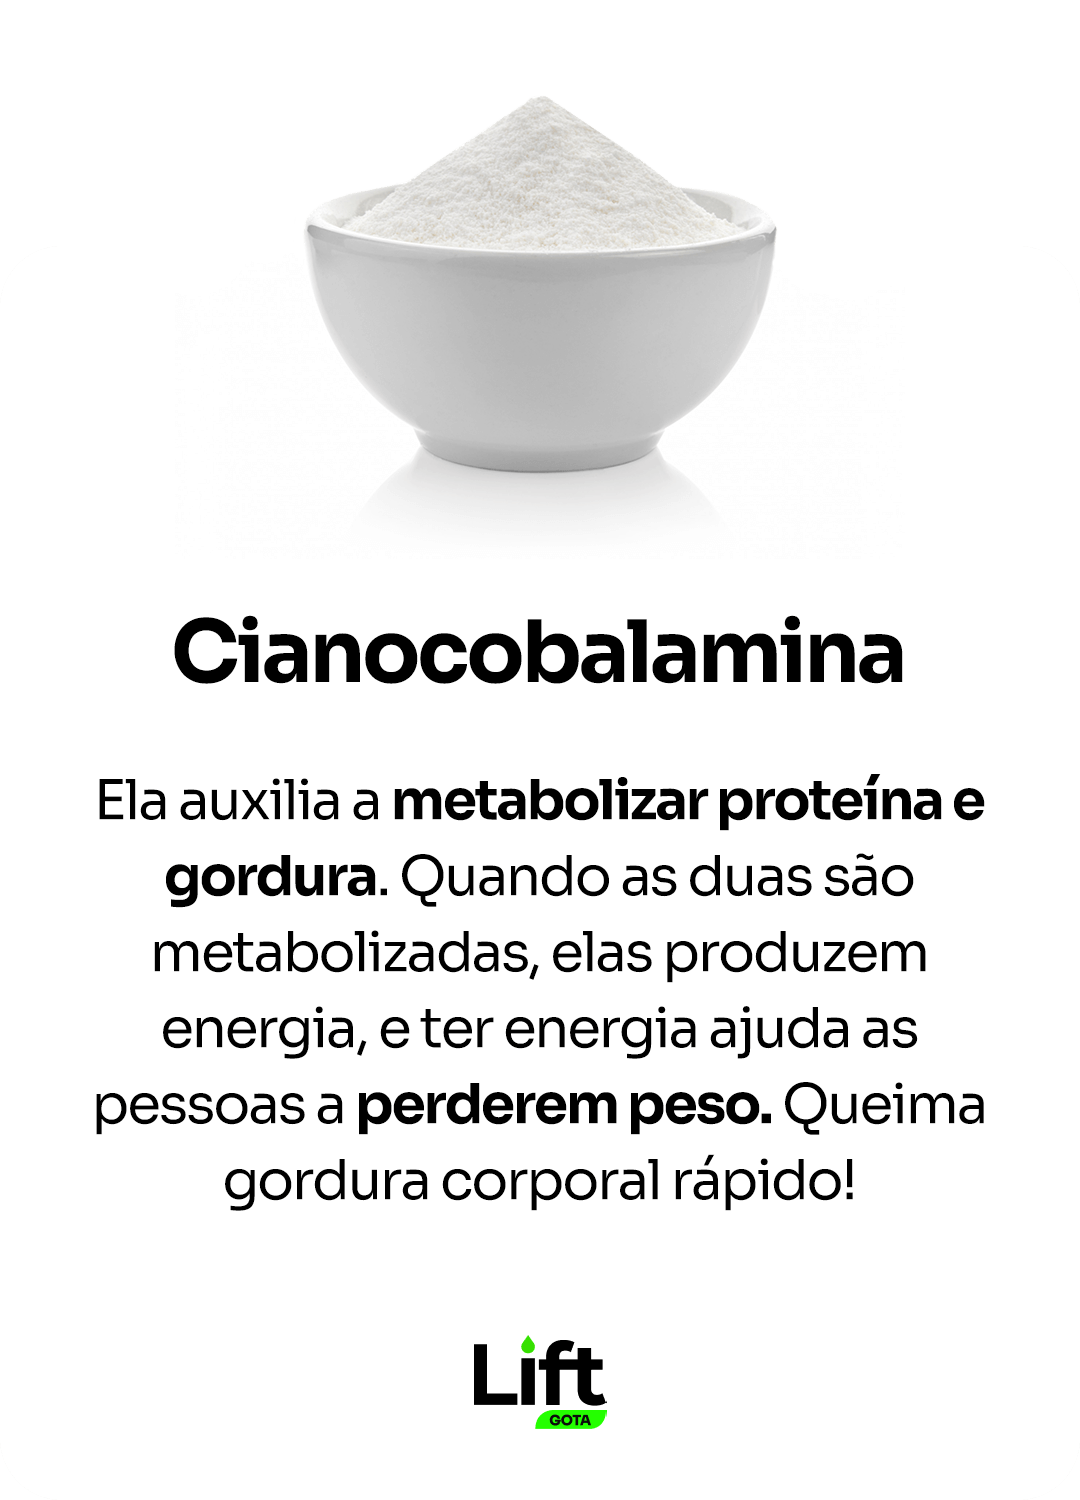 Cianocobalamina
Ela auxilia a metabolizar proteína e
gordura. Quando as duas são
metabolizadas, elas produzem
energia, e ter energia ajuda as
pessoas a perderem peso. Queima
gordura corporal rápido!
Lift
GOTA